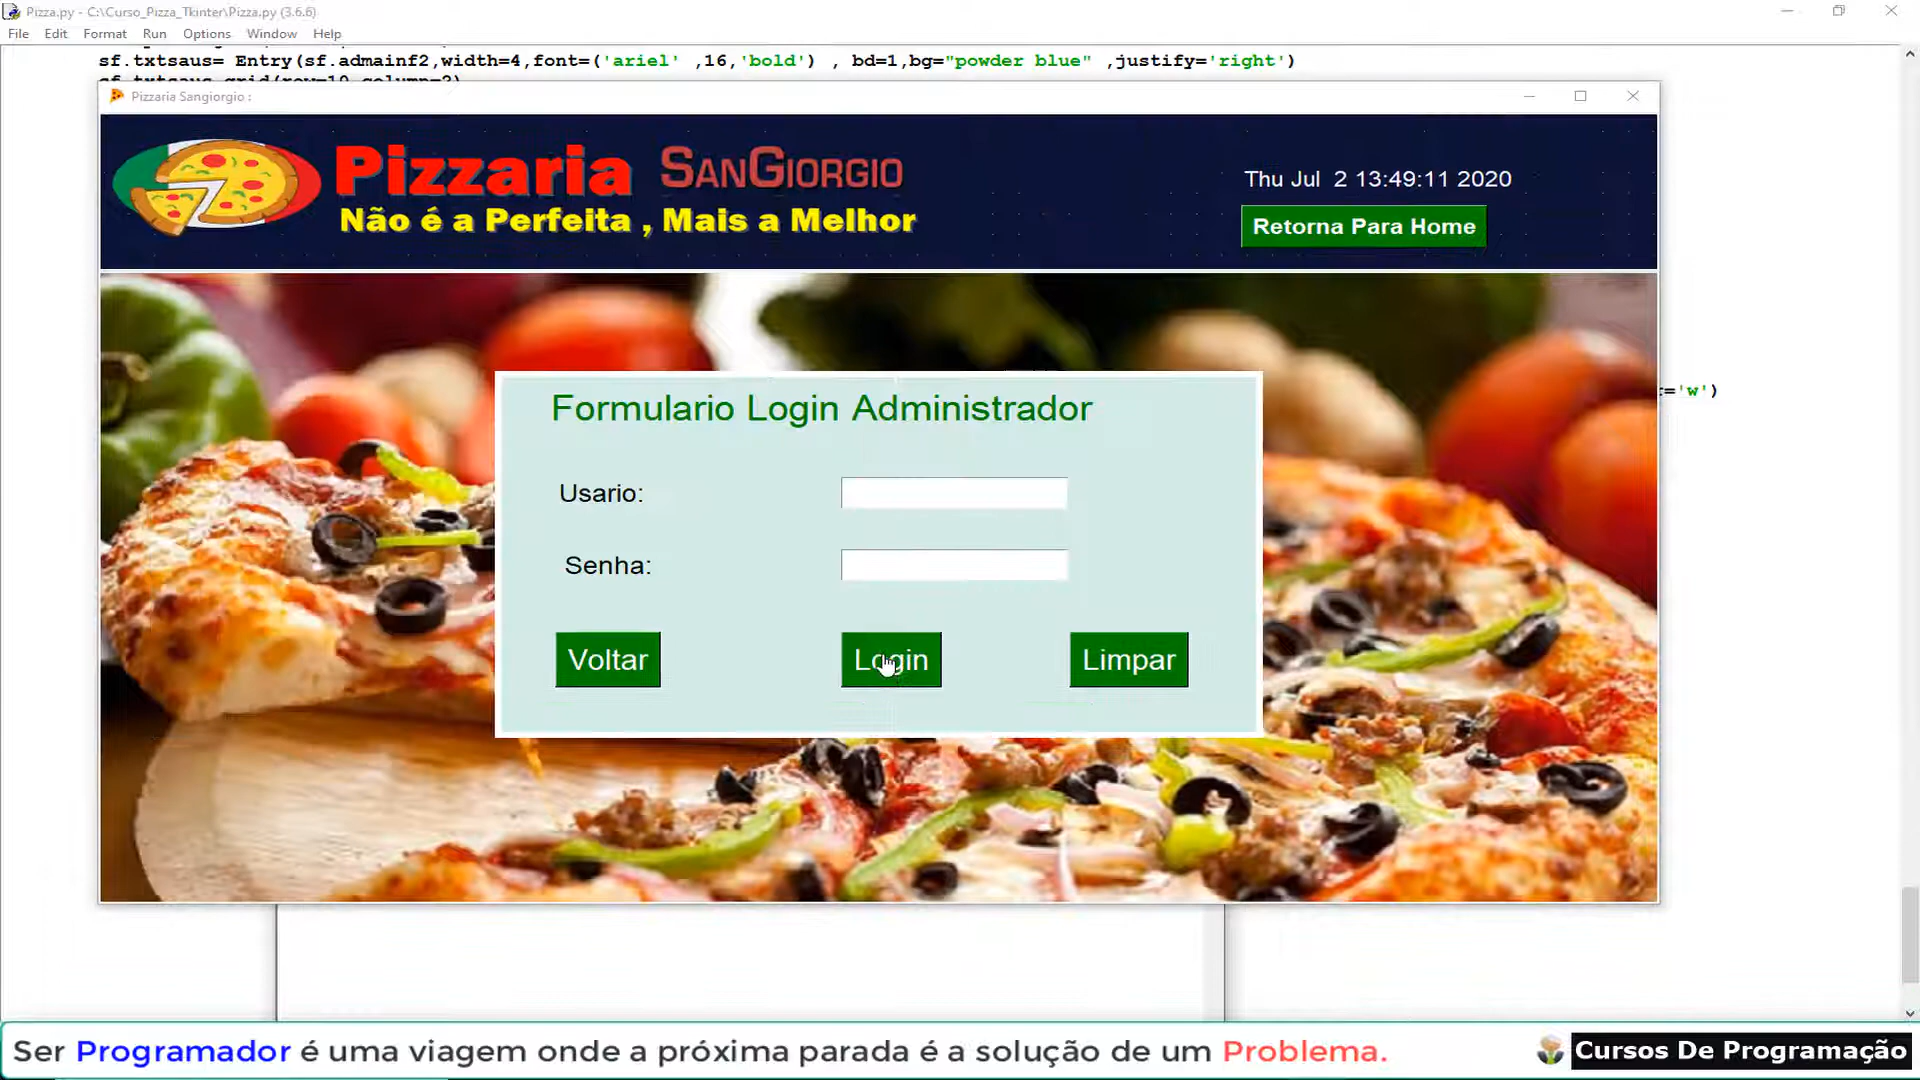 Pizza.py - C:\Curso_Pizza_Tkinter\Pizza.py (3.6.6)
File Edit Format Run Options Window Help
sf.txtsaus= Entry(sf.admainf2,width=4,font=('ariel' ,16,'bold') , bd=1,bg="powder blue" ,justify='right')
Pizzaria Sangiorgio :
Pizzaria SANGIORGIO
Não é a Perfeita , Mais a Melhor
Thu Jul 2 13:49:11 2020
Retorna Para Home
='w')
Formulario Login Administrador
Usario:
Senha:
Voltar Login Limpar
Ser Programador é uma viagem onde a próxima parada é a solução de um Problema.
Cursos De Programação